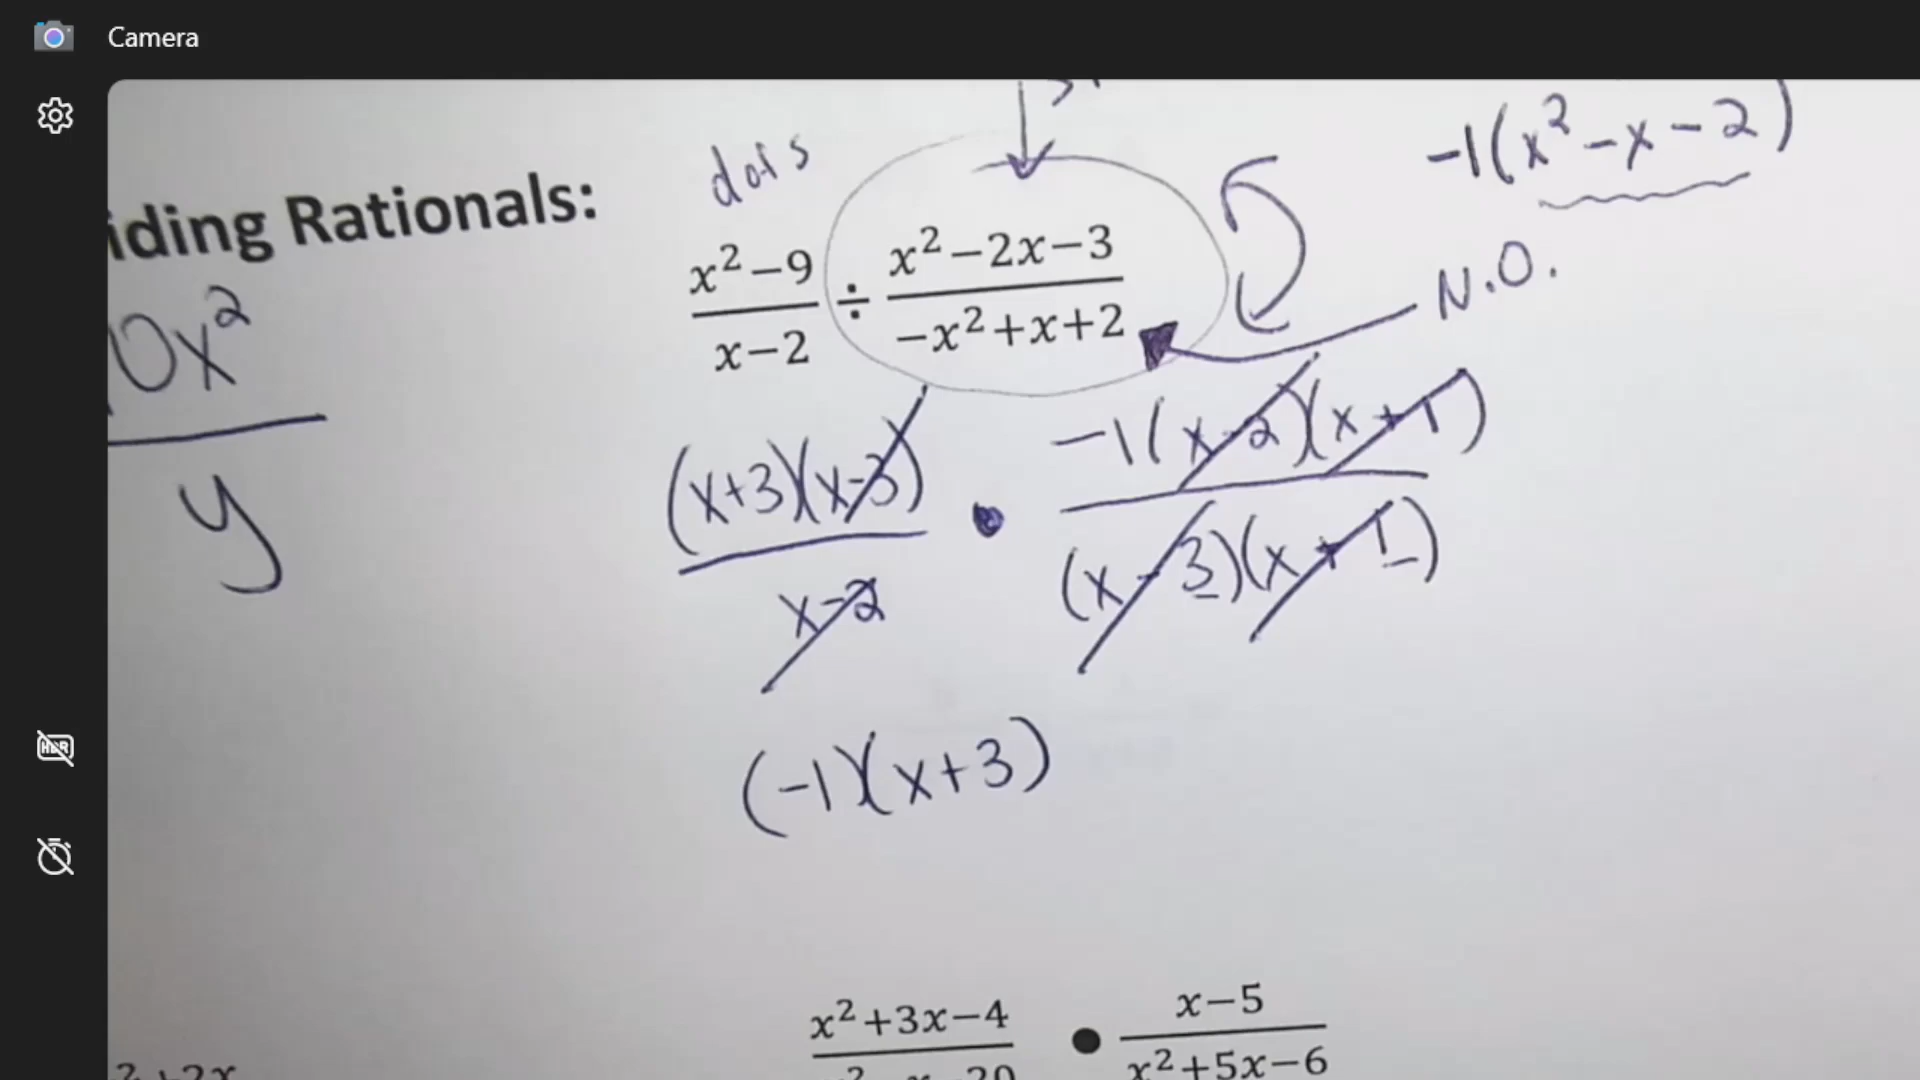 Camera
-1(x² - x - 2)
dots
iding Rationals:
x²-9 / x-2 ÷ x²-2x-3 / -x²+x+2
N.O.
0x² / y
(x+3)(x-3) / x-2 • -1(x-2)(x+1) / (x-3)(x+1)
(-1)(x+3)
x²+3x-4 • x-5 / x²+5x-6